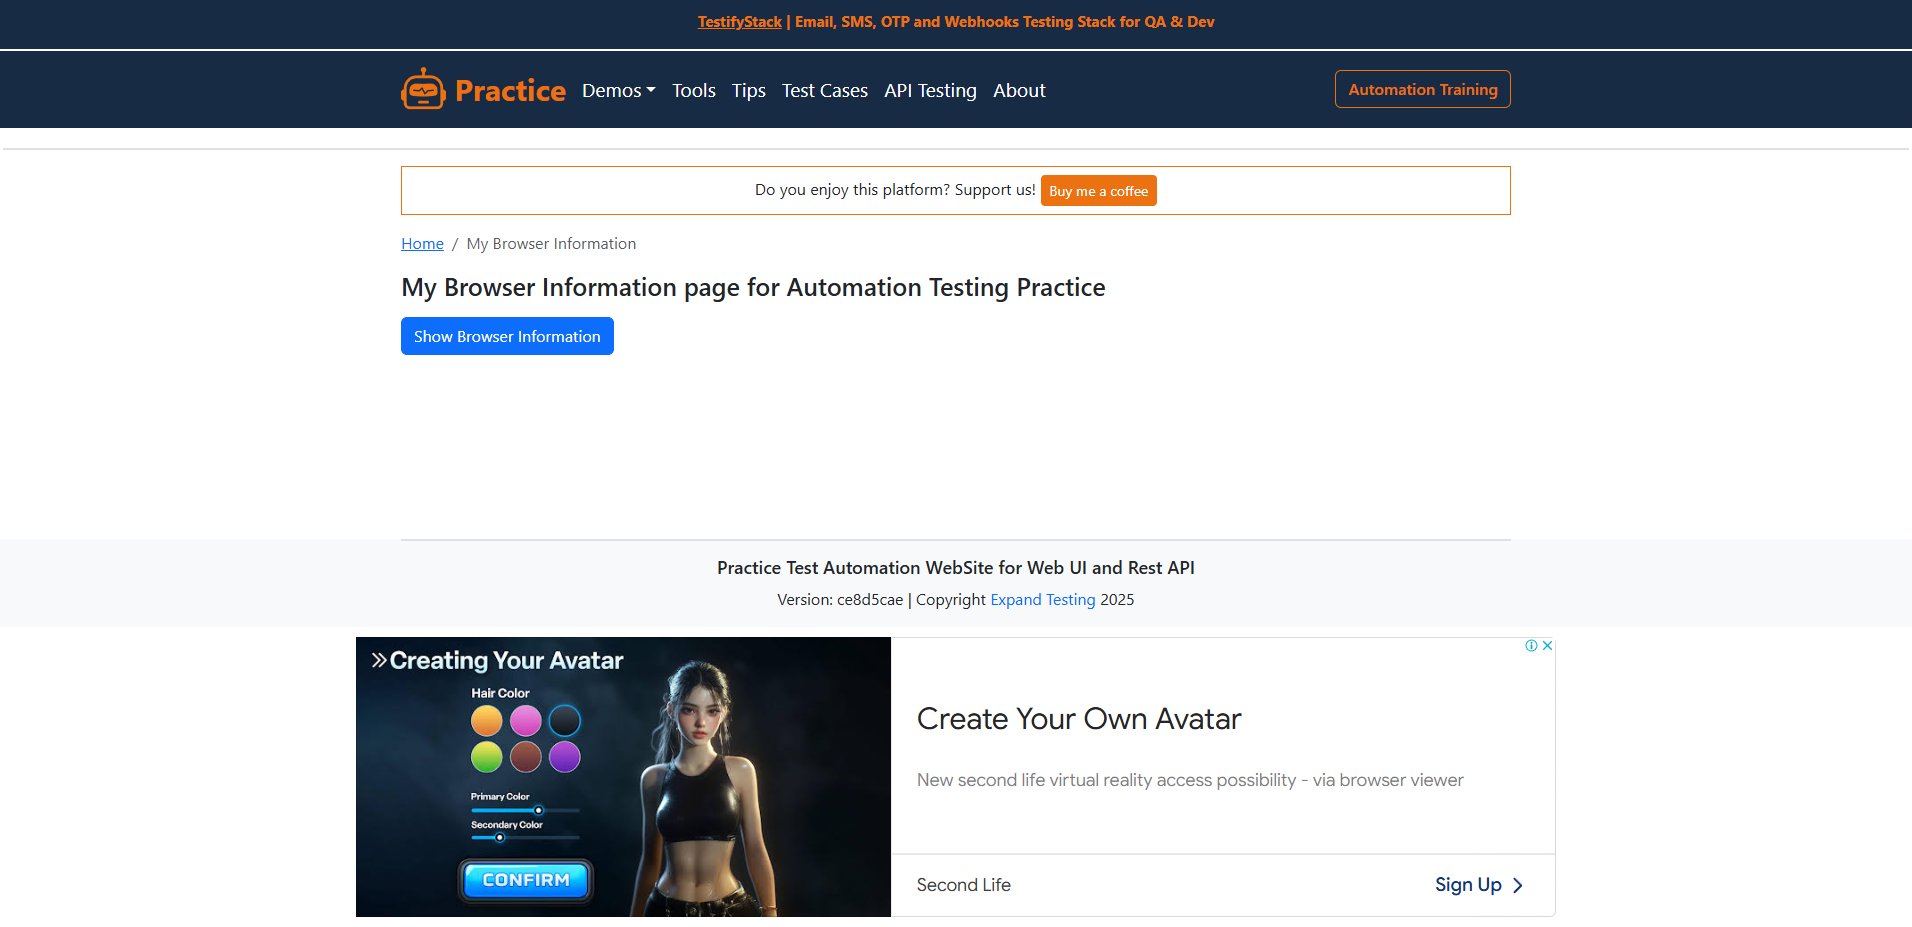 TestifyStack | Email, SMS, OTP and Webhooks Testing Stack for QA & Dev
Practice Demos Tools Tips Test Cases API Testing About Automation Training
Do you enjoy this platform? Support us! Buy me a coffee
Home / My Browser Information
My Browser Information page for Automation Testing Practice
Show Browser Information
Practice Test Automation WebSite for Web UI and Rest API
Version: ce8d5cae | Copyright Expand Testing 2025
Creating Your Avatar
Hair Color
Primary Color
Secondary Color
CONFIRM
Create Your Own Avatar
New second life virtual reality access possibility - via browser viewer
Second Life
Sign Up